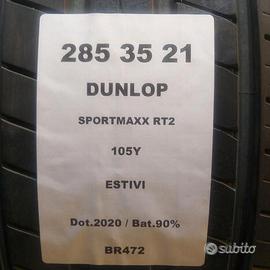 285 35 21
DUNLOP
SPORTMAXX RT2
105Y
ESTIVI
Dot.2020 / Bat.90%
BR472
subito